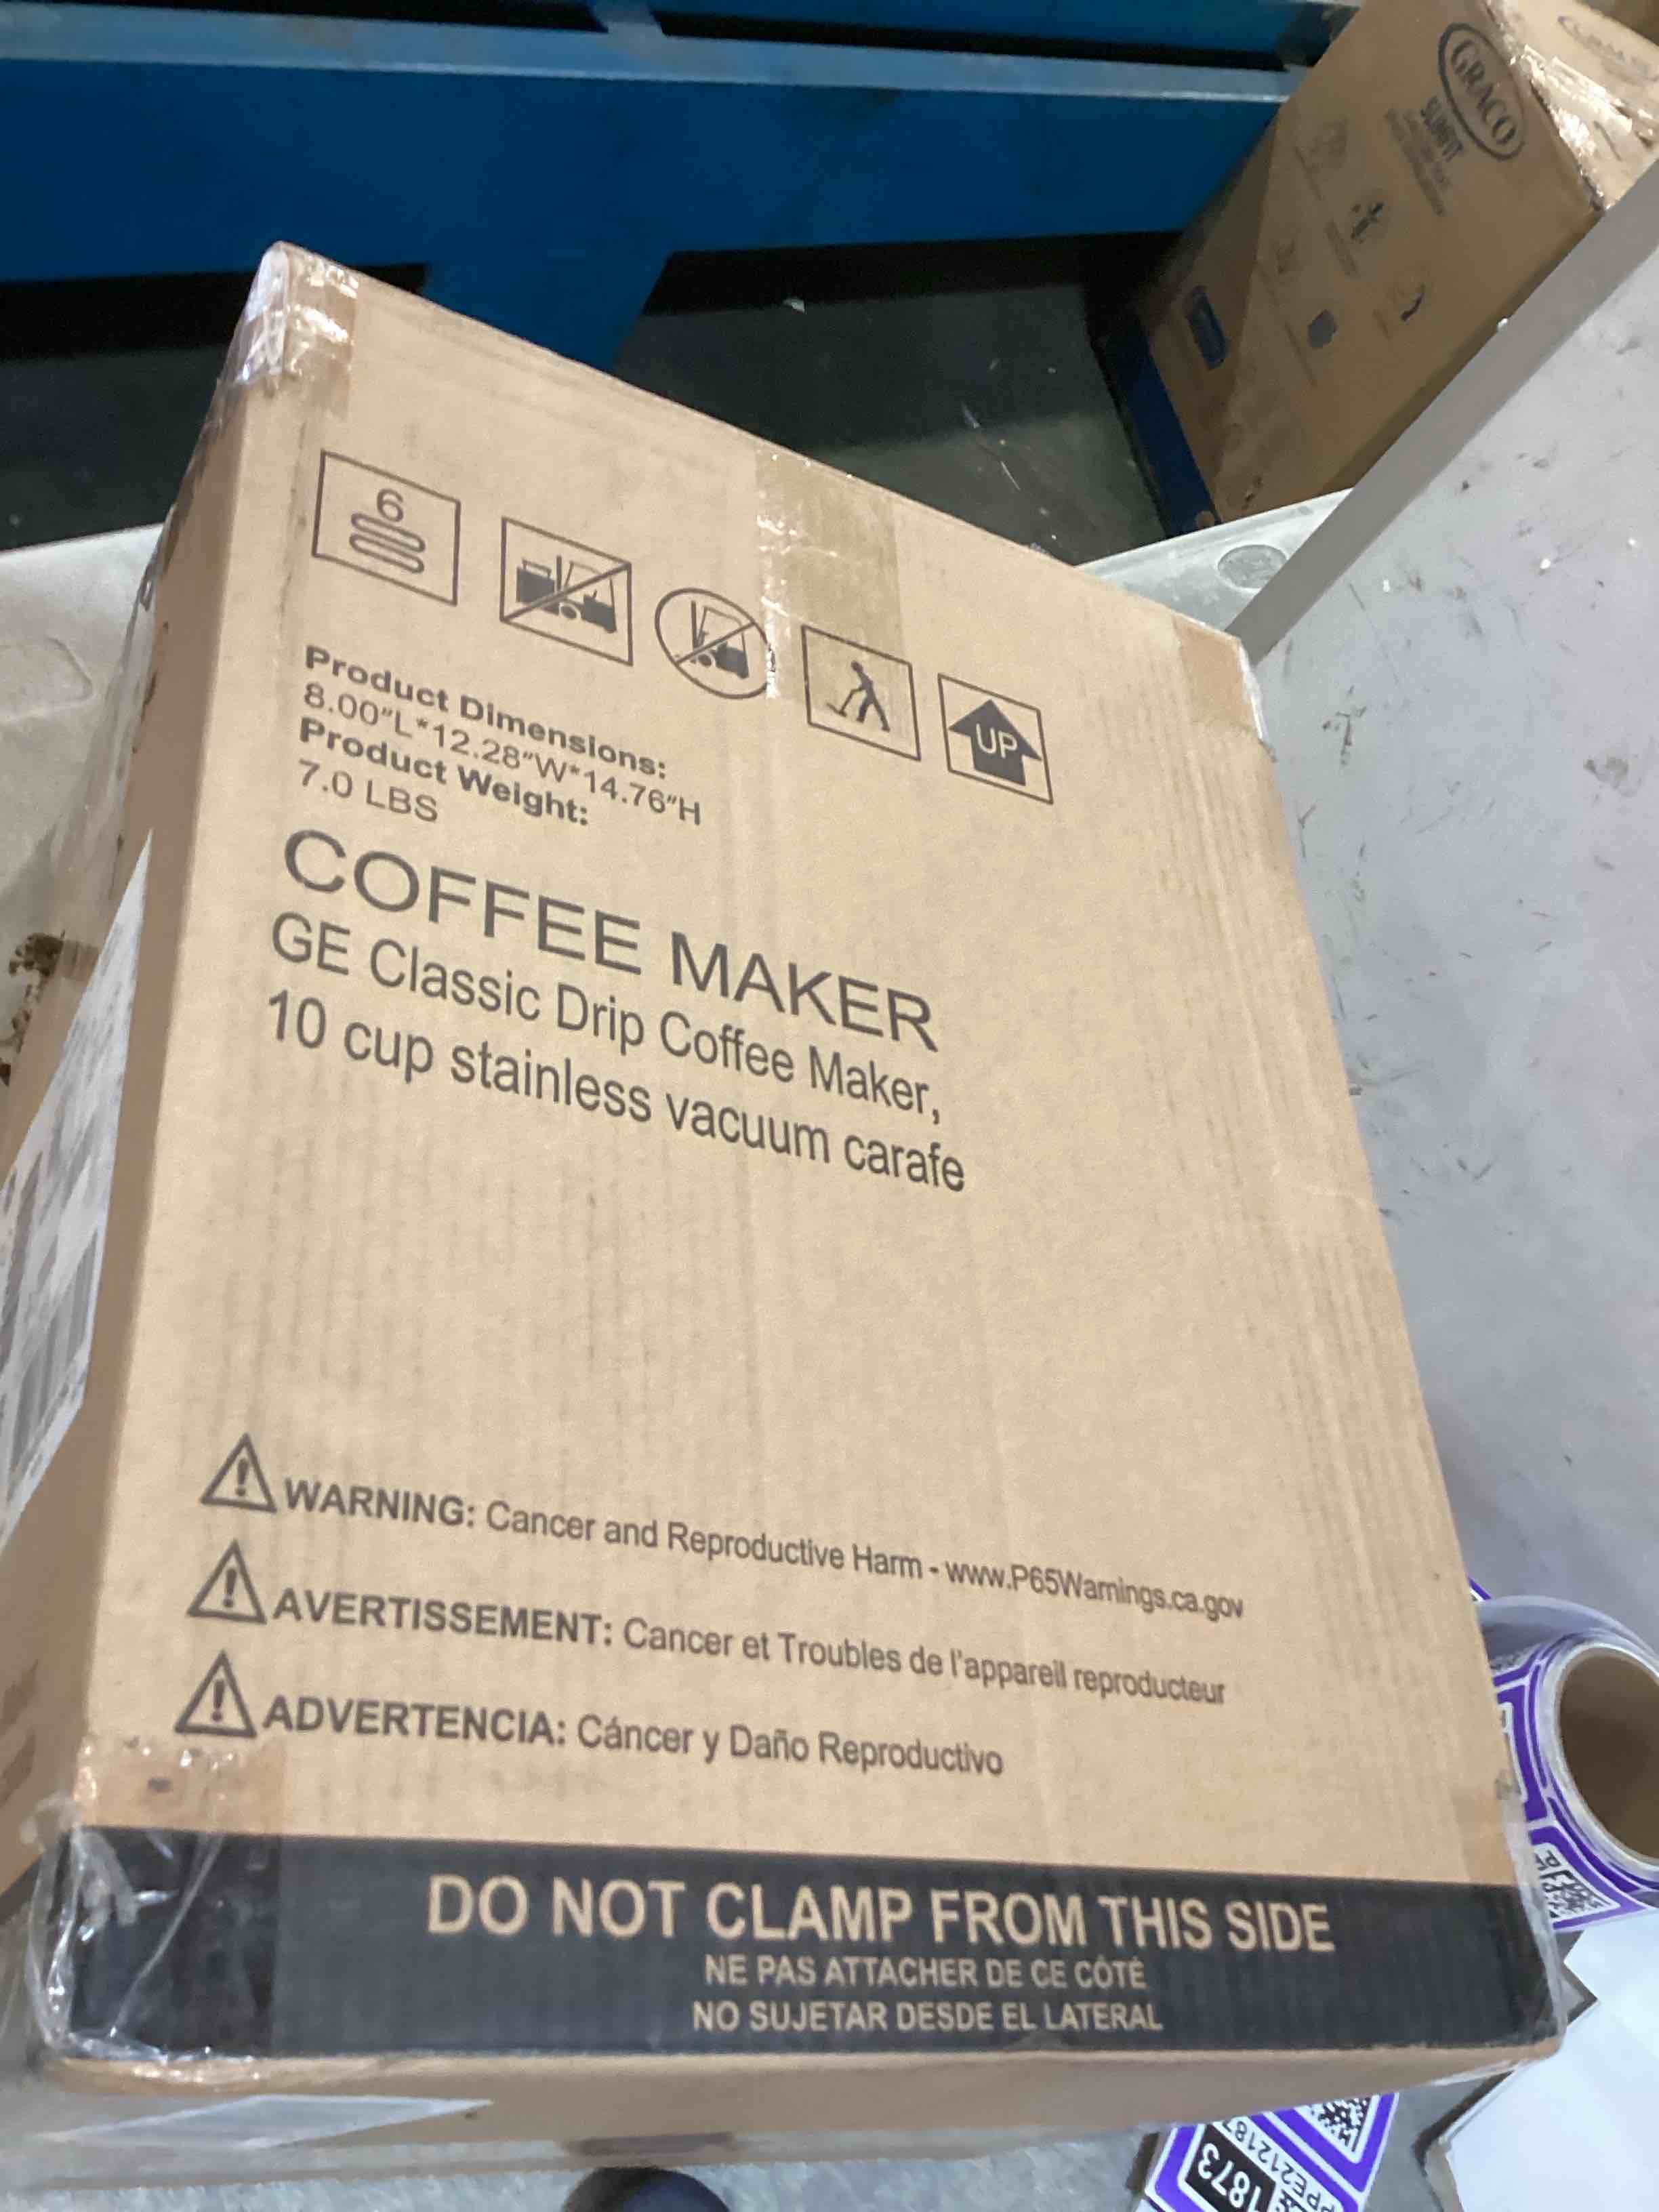 GRACO
SLIMFIT
6
UP
Product Dimensions:
8.00"L*12.28"W*14.76"H
Product Weight:
7.0 LBS
COFFEE MAKER
GE Classic Drip Coffee Maker,
10 cup stainless vacuum carafe
WARNING: Cancer and Reproductive Harm - www.P65Warnings.ca.gov
AVERTISSEMENT: Cancer et Troubles de l'appareil reproducteur
ADVERTENCIA: Cáncer y Daño Reproductivo
DO NOT CLAMP FROM THIS SIDE
NE PAS ATTACHER DE CE CÔTÉ
NO SUJETAR DESDE EL LATERAL
1873